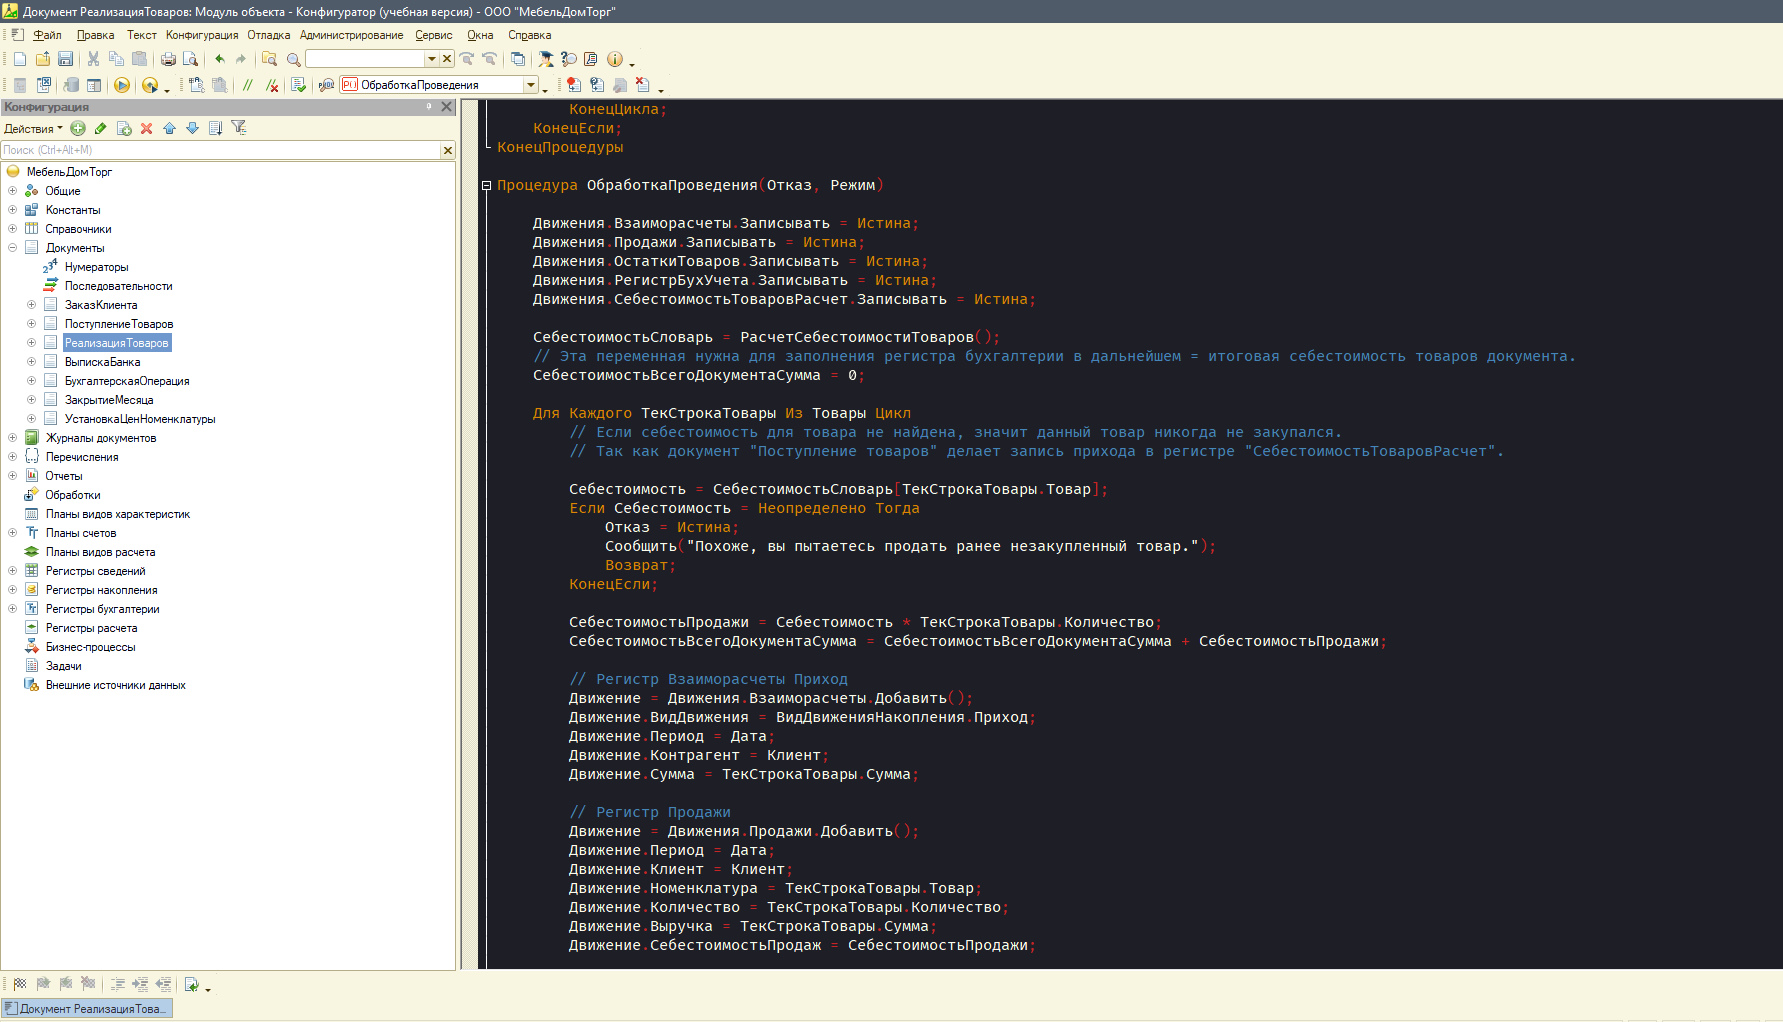 Документ РеализацияТоваров: Модуль объекта - Конфигуратор (учебная версия) - ООО "МебельДомТорг"
Файл Правка Текст Конфигурация Отладка Администрирование Сервис Окна Справка
ОбработкаПроведения
Конфигурация
Действия
Поиск (Ctrl+Alt+M)
МебельДомТорг
Общие
Константы
Справочники
Документы
Нумераторы
Последовательности
ЗаказКлиента
ПоступлениеТоваров
РеализацияТоваров
ВыпискаБанка
БухгалтерскаяОперация
ЗакрытиеМесяца
УстановкаЦенНоменклатуры
Журналы документов
Перечисления
Отчеты
Обработки
Планы видов характеристик
Планы счетов
Планы видов расчета
Регистры сведений
Регистры накопления
Регистры бухгалтерии
Регистры расчета
Бизнес-процессы
Задачи
Внешние источники данных
КонецЦикла;
КонецЕсли;
КонецПроцедуры
Процедура ОбработкаПроведения(Отказ, Режим)
Движения.Взаиморасчеты.Записывать = Истина;
Движения.Продажи.Записывать = Истина;
Движения.ОстаткиТоваров.Записывать = Истина;
Движения.РегистрБухУчета.Записывать = Истина;
Движения.СебестоимостьТоваровРасчет.Записывать = Истина;
СебестоимостьСловарь = РасчетСебестоимостиТоваров();
// Эта переменная нужна для заполнения регистра бухгалтерии в дальнейшем = итоговая себестоимость товаров документа.
СебестоимостьВсегоДокументаСумма = 0;
Для Каждого ТекСтрокаТовары Из Товары Цикл
// Если себестоимость для товара не найдена, значит данный товар никогда не закупался.
// Так как документ "Поступление товаров" делает запись прихода в регистре "СебестоимостьТоваровРасчет".
Себестоимость = СебестоимостьСловарь[ТекСтрокаТовары.Товар];
Если Себестоимость = Неопределено Тогда
Отказ = Истина;
Сообщить("Похоже, вы пытаетесь продать ранее незакупленный товар.");
Возврат;
КонецЕсли;
СебестоимостьПродажи = Себестоимость * ТекСтрокаТовары.Количество;
СебестоимостьВсегоДокументаСумма = СебестоимостьВсегоДокументаСумма + СебестоимостьПродажи;
// Регистр Взаиморасчеты Приход
Движение = Движения.Взаиморасчеты.Добавить();
Движение.ВидДвижения = ВидДвиженияНакопления.Приход;
Движение.Период = Дата;
Движение.Контрагент = Клиент;
Движение.Сумма = ТекСтрокаТовары.Сумма;
// Регистр Продажи
Движение = Движения.Продажи.Добавить();
Движение.Период = Дата;
Движение.Клиент = Клиент;
Движение.Номенклатура = ТекСтрокаТовары.Товар;
Движение.Количество = ТекСтрокаТовары.Количество;
Движение.Выручка = ТекСтрокаТовары.Сумма;
Движение.СебестоимостьПродаж = СебестоимостьПродажи;
Документ РеализацияТова...